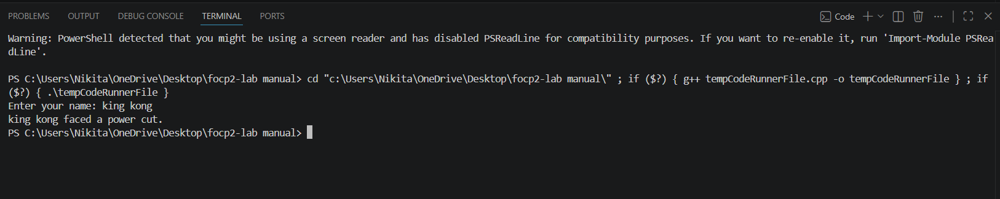 PROBLEMS OUTPUT DEBUG CONSOLE TERMINAL PORTS Code
Warning: PowerShell detected that you might be using a screen reader and has disabled PSReadLine for compatibility purposes. If you want to re-enable it, run 'Import-Module PSRea
dLine'.
PS C:\Users\Nikita\OneDrive\Desktop\focp2-lab manual> cd "c:\Users\Nikita\OneDrive\Desktop\focp2-lab manual\" ; if ($?) { g++ tempCodeRunnerFile.cpp -o tempCodeRunnerFile } ; if
($?) { .\tempCodeRunnerFile }
Enter your name: king kong
king kong faced a power cut.
PS C:\Users\Nikita\OneDrive\Desktop\focp2-lab manual>